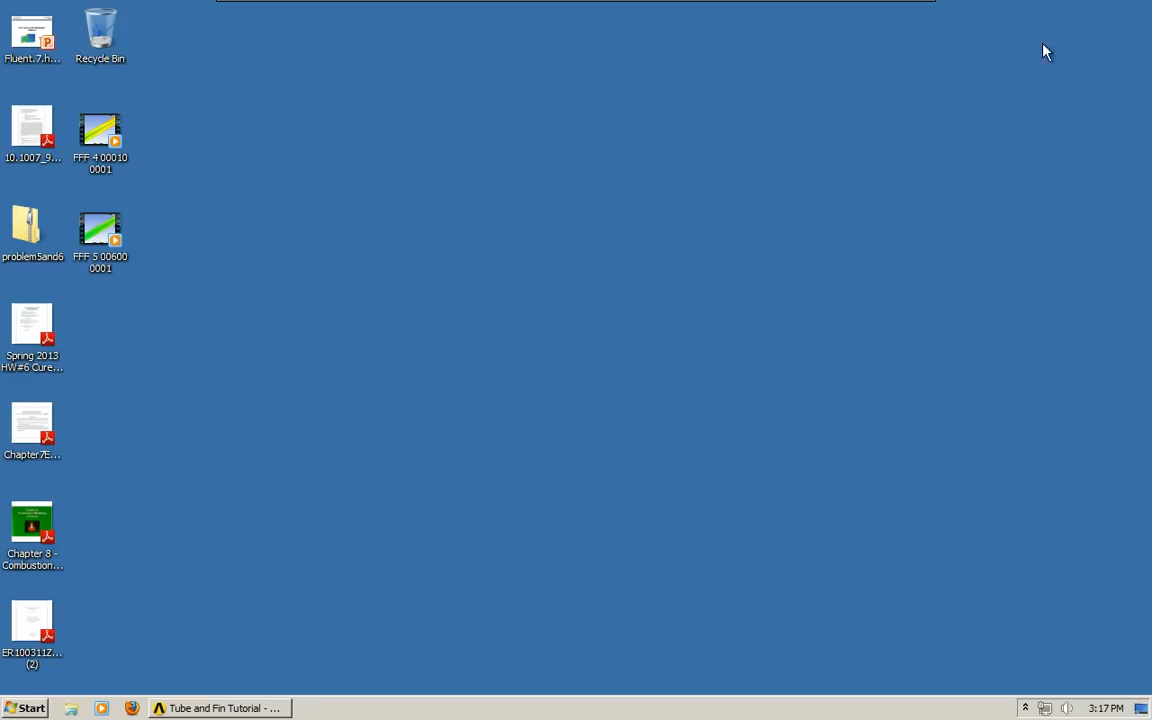 Fluent.7.h...
Recycle Bin
10.1007_9...
FFF 4 00010
0001
problem5and6
FFF 5 00600
0001
Spring 2013
HW#6 Cure...
Chapter7E...
Chapter 8 -
Combustion...
ER100311Z...
(2)
Start
Tube and Fin Tutorial - ...
3:17 PM